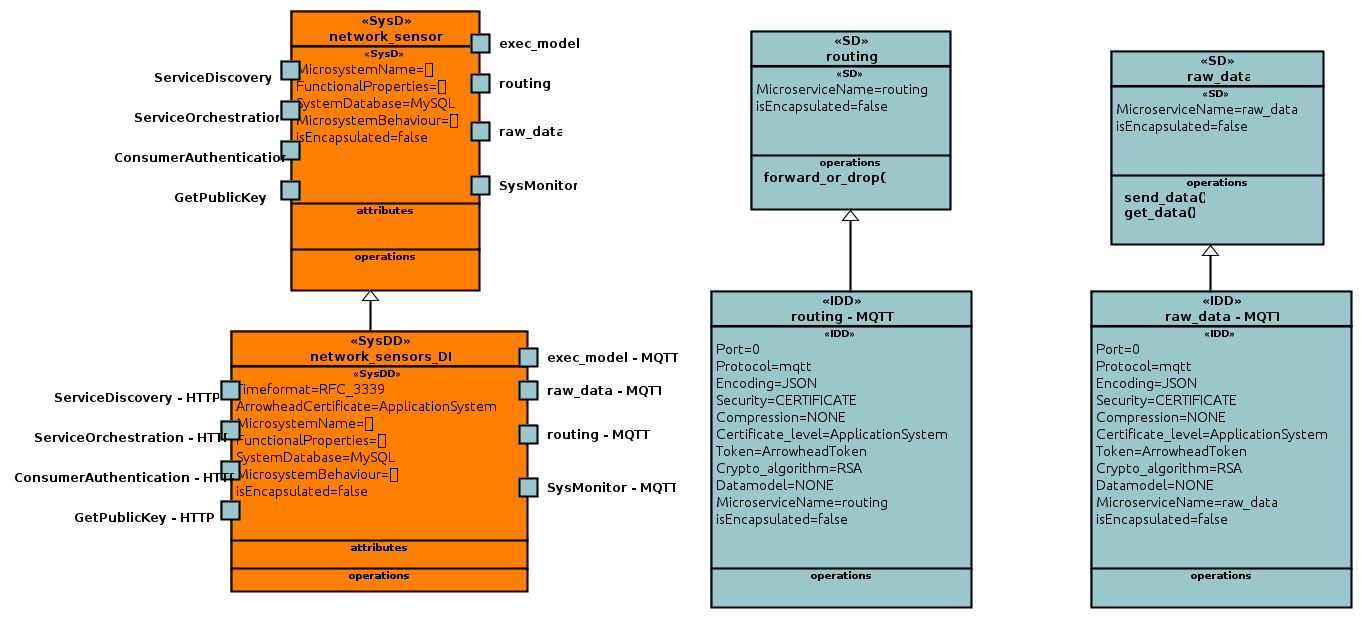 «SysD»
network_sensor
«SysD»
MicrosystemName=[]
FunctionalProperties=[]
SystemDatabase=MySQL
MicrosystemBehaviour=[]
isEncapsulated=false
attributes
operations
ServiceDiscovery
ServiceOrchestration
ConsumerAuthentication
GetPublicKey
exec_model
routing
raw_data
SysMonitor
«SysDD»
network_sensors_DI
«SysDD»
Timeformat=RFC_3339
ArrowheadCertificate=ApplicationSystem
MicrosystemName=[]
FunctionalProperties=[]
SystemDatabase=MySQL
MicrosystemBehaviour=[]
isEncapsulated=false
attributes
operations
ServiceDiscovery - HTTP
ServiceOrchestration - HTTP
ConsumerAuthentication - HTTP
GetPublicKey - HTTP
exec_model - MQTT
raw_data - MQTT
routing - MQTT
SysMonitor - MQTT
«SD»
routing
«SD»
MicroserviceName=routing
isEncapsulated=false
operations
forward_or_drop(
«IDD»
routing - MQTT
«IDD»
Port=0
Protocol=mqtt
Encoding=JSON
Security=CERTIFICATE
Compression=NONE
Certificate_level=ApplicationSystem
Token=ArrowheadToken
Crypto_algorithm=RSA
Datamodel=NONE
MicroserviceName=routing
isEncapsulated=false
operations
«SD»
raw_data
«SD»
MicroserviceName=raw_data
isEncapsulated=false
operations
send_data()
get_data()
«IDD»
raw_data - MQTT
«IDD»
Port=0
Protocol=mqtt
Encoding=JSON
Security=CERTIFICATE
Compression=NONE
Certificate_level=ApplicationSystem
Token=ArrowheadToken
Crypto_algorithm=RSA
Datamodel=NONE
MicroserviceName=raw_data
isEncapsulated=false
operations